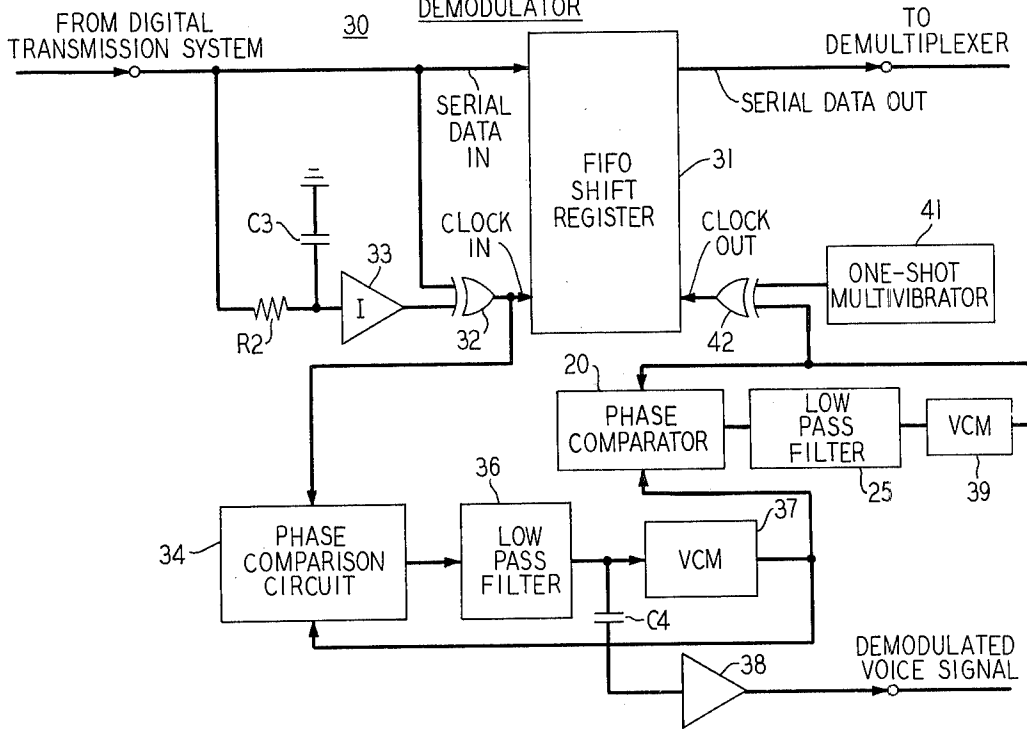 DEMODULATOR
30
FROM DIGITAL
TRANSMISSION SYSTEM
TO
DEMULTIPLEXER
SERIAL
DATA
IN
SERIAL DATA OUT
FIFO
SHIFT
REGISTER
31
C3
33
CLOCK
IN
CLOCK
OUT
41
ONE-SHOT
MULTIVIBRATOR
I
R2
32
42
20
PHASE
COMPARATOR
LOW
PASS
FILTER
25
VCM
39
34
PHASE
COMPARISON
CIRCUIT
36
LOW
PASS
FILTER
37
VCM
C4
38
DEMODULATED
VOICE SIGNAL